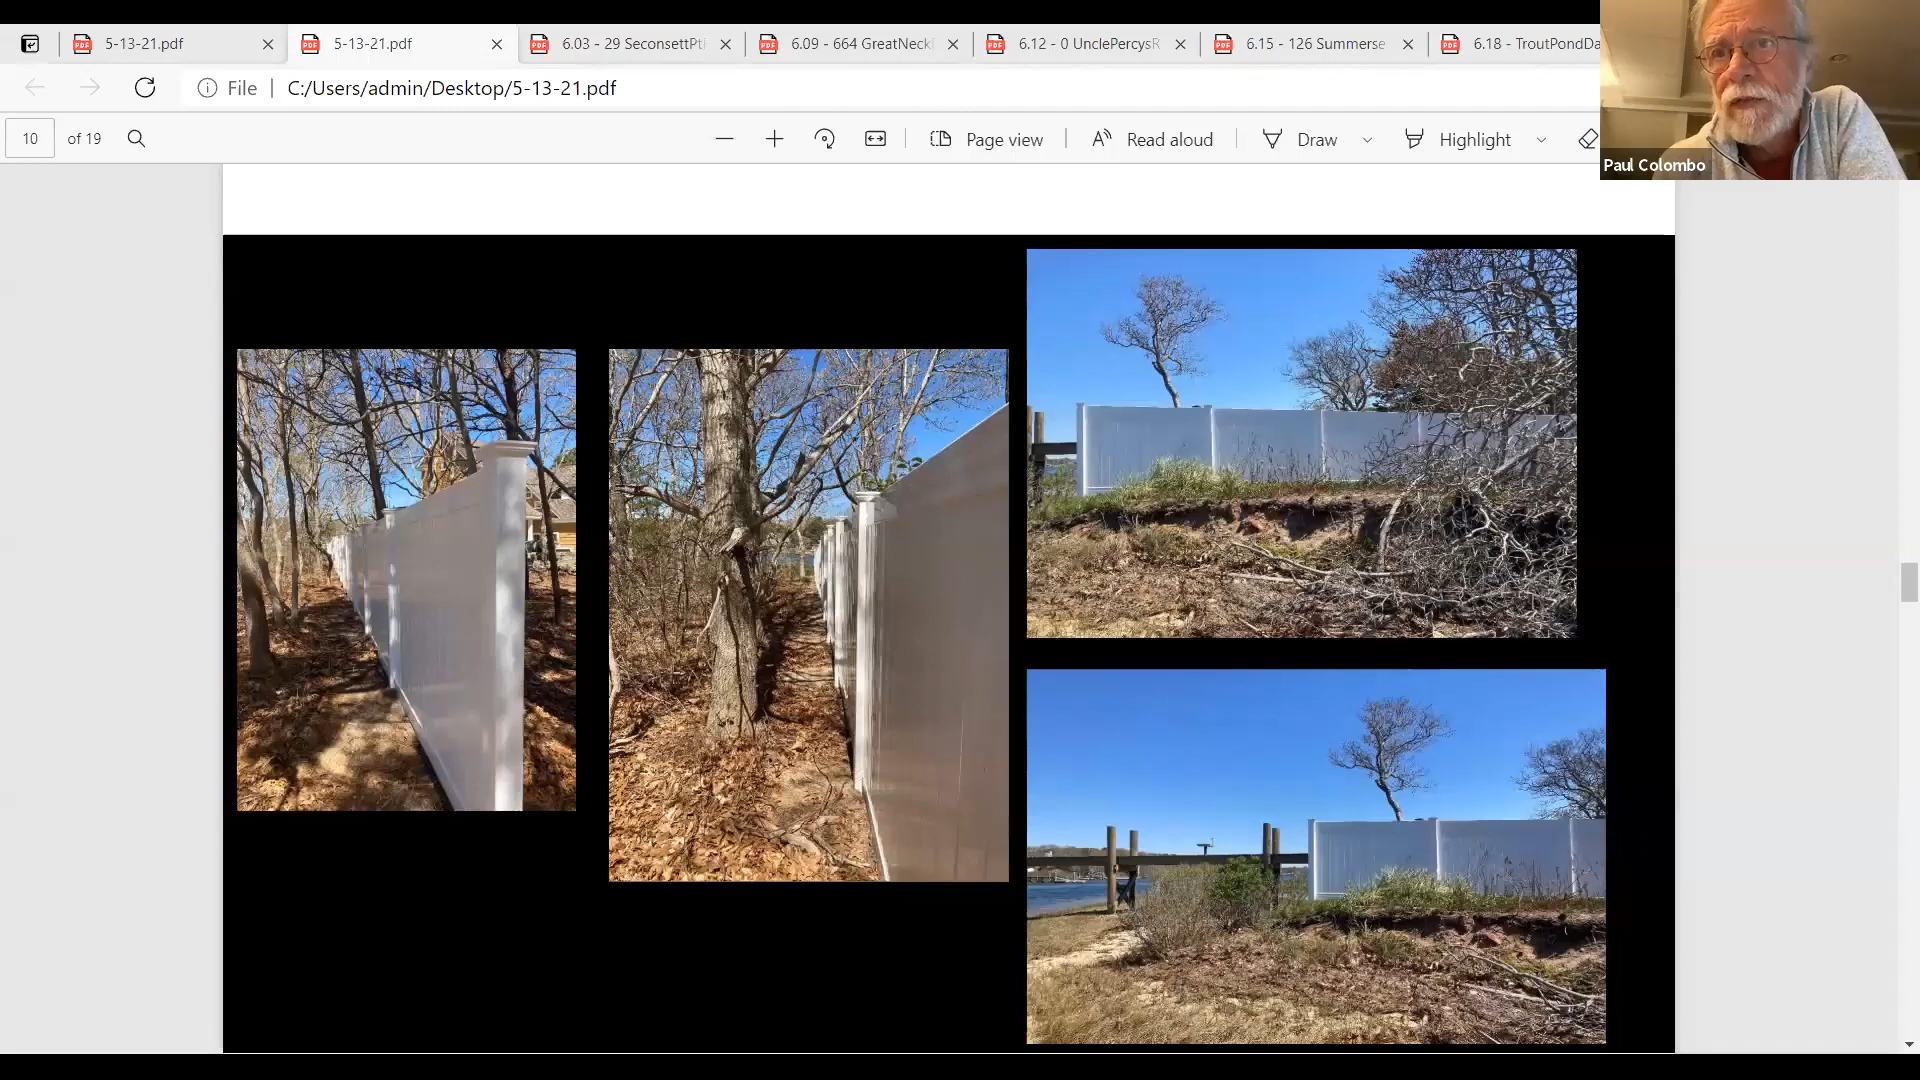 5-13-21.pdf
5-13-21.pdf
6.03 - 29 SeconsettPt
6.09 - 664 GreatNeck
6.12 - 0 UnclePercysR
6.15 - 126 Summerse
6.18 - TroutPondDa
File
C:/Users/admin/Desktop/5-13-21.pdf
10 of 19
Page view
Read aloud
Draw
Highlight
Paul Colombo